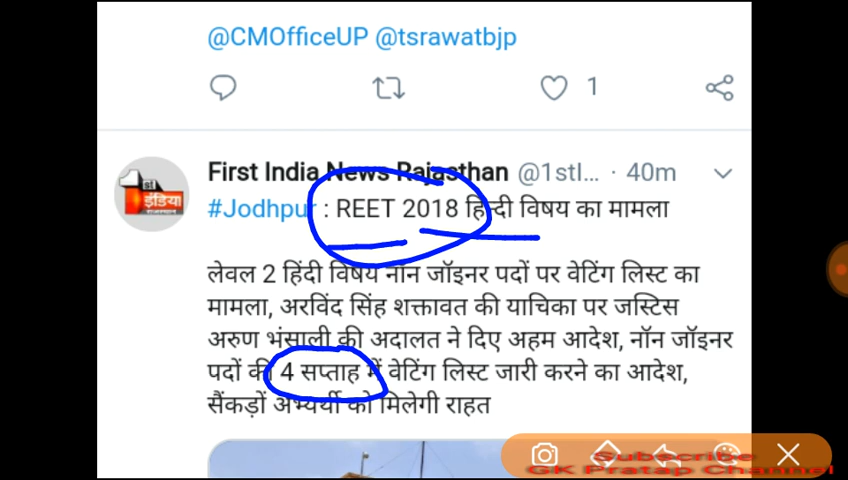 @CMOfficeUP @tsrawatbjp
1
First India News Rajasthan @1stI... · 40m
#Jodhpur : REET 2018 हिन्दी विषय का मामला
लेवल 2 हिंदी विषय नॉन जॉइनर पदों पर वेटिंग लिस्ट का
मामला, अरविंद सिंह शक्तावत की याचिका पर जस्टिस
अरुण भंसाली की अदालत ने दिए अहम आदेश, नॉन जॉइनर
पदों की 4 सप्ताह में वेटिंग लिस्ट जारी करने का आदेश,
सैंकड़ों अभ्यर्थी को मिलेगी राहत
Subscribe
GK Pratap Channel
1st
इंडिया
राजस्थान